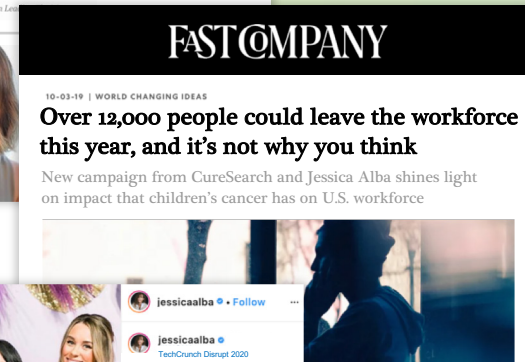 FAST COMPANY
10-03-19 | WORLD CHANGING IDEAS
Over 12,000 people could leave the workforce
this year, and it's not why you think
New campaign from CureSearch and Jessica Alba shines light
on impact that children's cancer has on U.S. workforce
jessicaalba • Follow ...
jessicaalba
TechCrunch Disrupt 2020